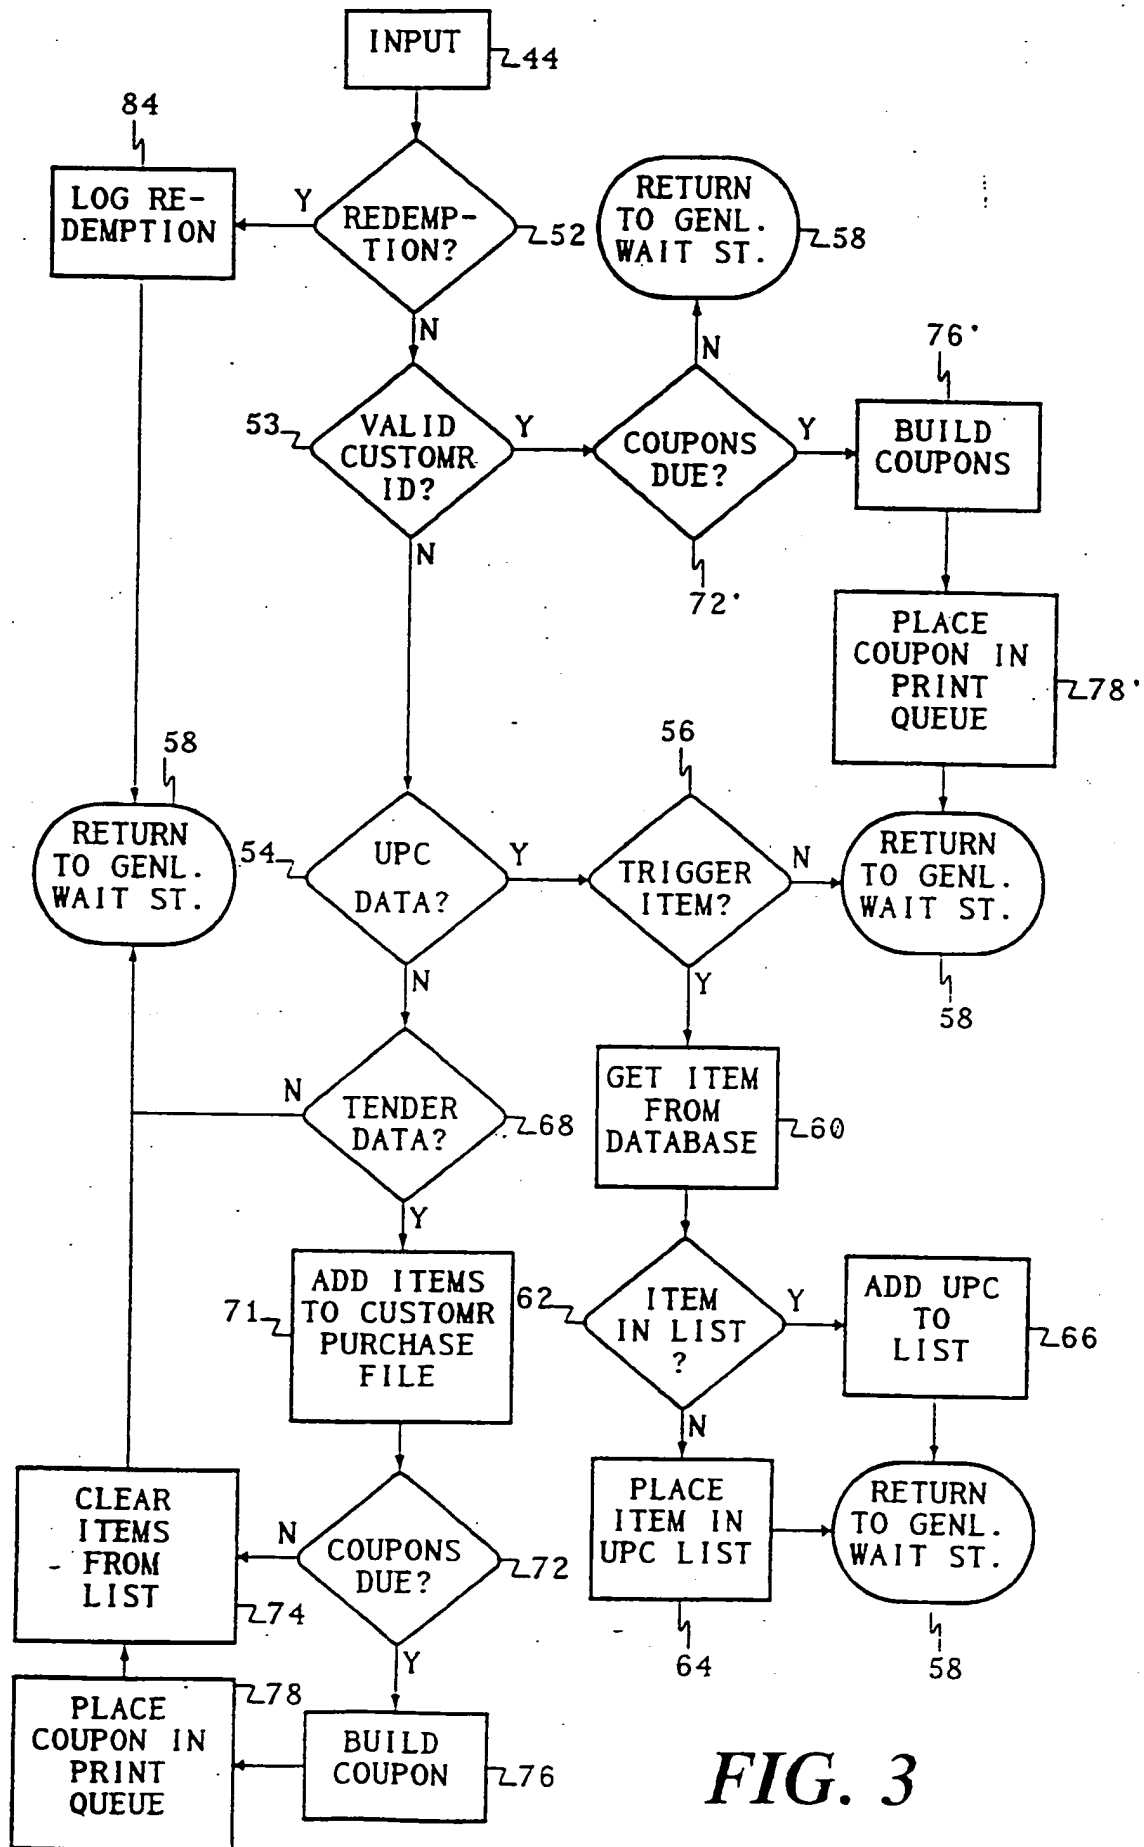 INPUT
44
84
LOG RE-
DEMPTION
Y
REDEMP-
TION?
52
RETURN
TO GENL.
WAIT ST.
58
N
N
76'
53
VALID
CUSTOMR
ID?
Y
COUPONS
DUE?
Y
BUILD
COUPONS
N
72'
PLACE
COUPON IN
PRINT
QUEUE
78'
58
56
RETURN
TO GENL.
WAIT ST.
54
UPC
DATA?
Y
TRIGGER
ITEM?
N
RETURN
TO GENL.
WAIT ST.
N
Y
58
N
TENDER
DATA?
68
GET ITEM
FROM
DATABASE
60
Y
71
ADD ITEMS
TO CUSTOMR
PURCHASE
FILE
62
ITEM
IN LIST
?
Y
ADD UPC
TO
LIST
66
N
CLEAR
ITEMS
FROM
LIST
74
N
COUPONS
DUE?
72
PLACE
ITEM IN
UPC LIST
RETURN
TO GENL.
WAIT ST.
Y
64
58
78
PLACE
COUPON IN
PRINT
QUEUE
BUILD
COUPON
76
FIG. 3